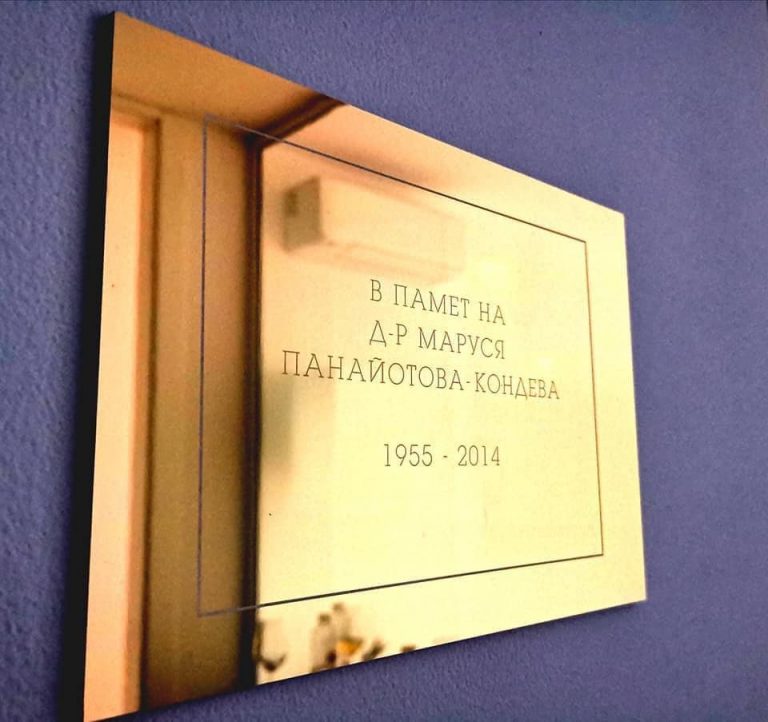 В ПАМЕТ НА
Д-Р МАРУСЯ
ПАНАЙОТОВА-КОНДЕВА
1955 - 2014